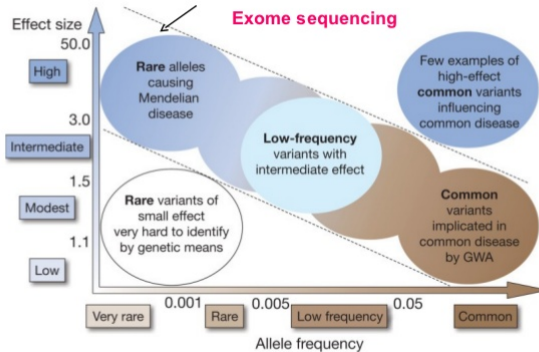 Exome sequencing
Effect size
50.0
High
3.0
Intermediate
1.5
Modest
1.1
Low
Rare alleles
causing
Mendelian
disease
Few examples of
high-effect
common variants
influencing
common disease
Low-frequency
variants with
intermediate effect
Rare variants of
small effect
very hard to identify
by genetic means
Common
variants
implicated in
common disease
by GWA
0.001
0.005
0.05
Very rare
Rare
Low frequency
Common
Allele frequency